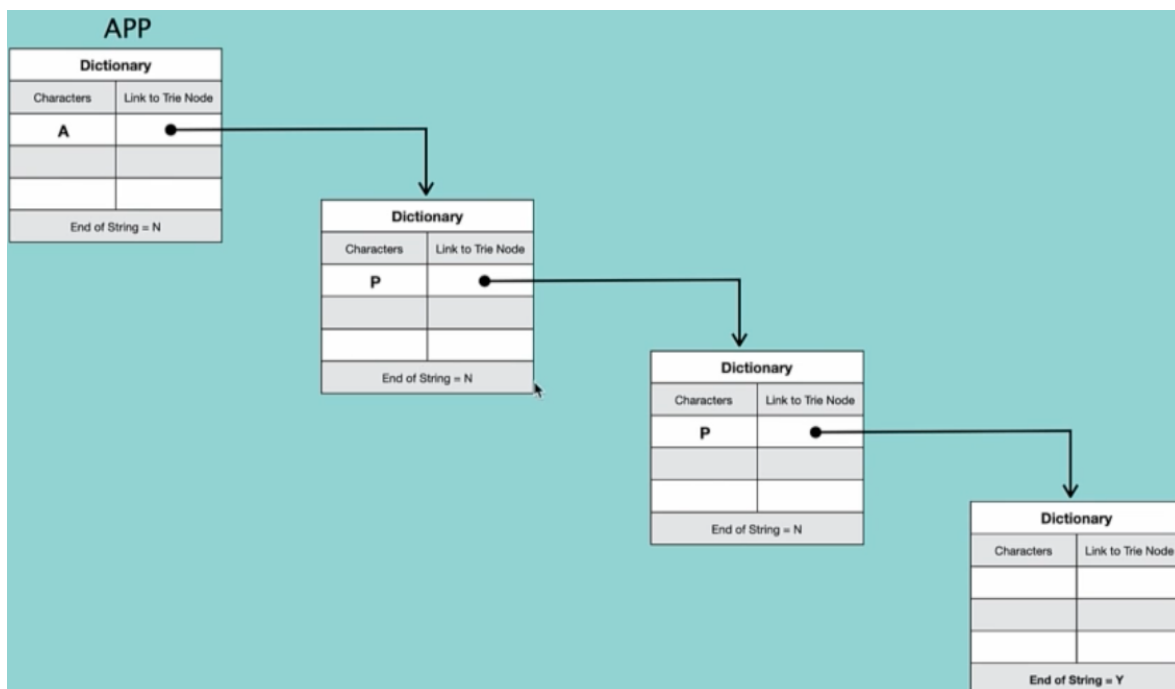 APP
Dictionary
Characters Link to Trie Node
A
End of String = N
Dictionary
Characters Link to Trie Node
P
End of String = N
Dictionary
Characters Link to Trie Node
P
End of String = N
Dictionary
Characters Link to Trie Node
End of String = Y